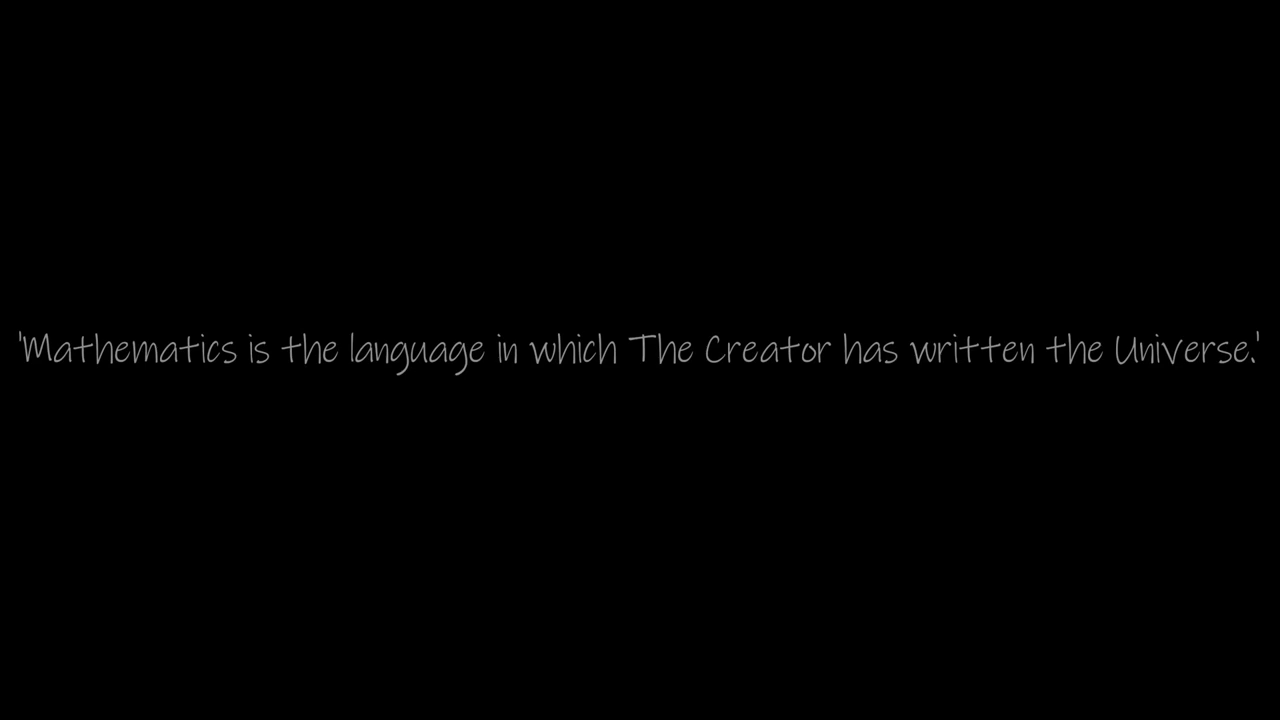 'Mathematics is the language in which The Creator has written the Universe.'